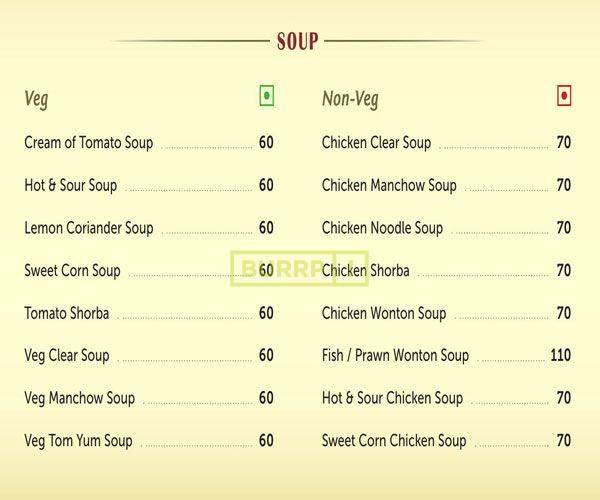 SOUP
Veg
Cream of Tomato Soup 60
Hot & Sour Soup 60
Lemon Coriander Soup 60
Sweet Corn Soup 60
Tomato Shorba 60
Veg Clear Soup 60
Veg Manchow Soup 60
Veg Tom Yum Soup 60
Non-Veg
Chicken Clear Soup 70
Chicken Manchow Soup 70
Chicken Noodle Soup 70
Chicken Shorba 70
Chicken Wonton Soup 70
Fish / Prawn Wonton Soup 110
Hot & Sour Chicken Soup 70
Sweet Corn Chicken Soup 70
BURRP